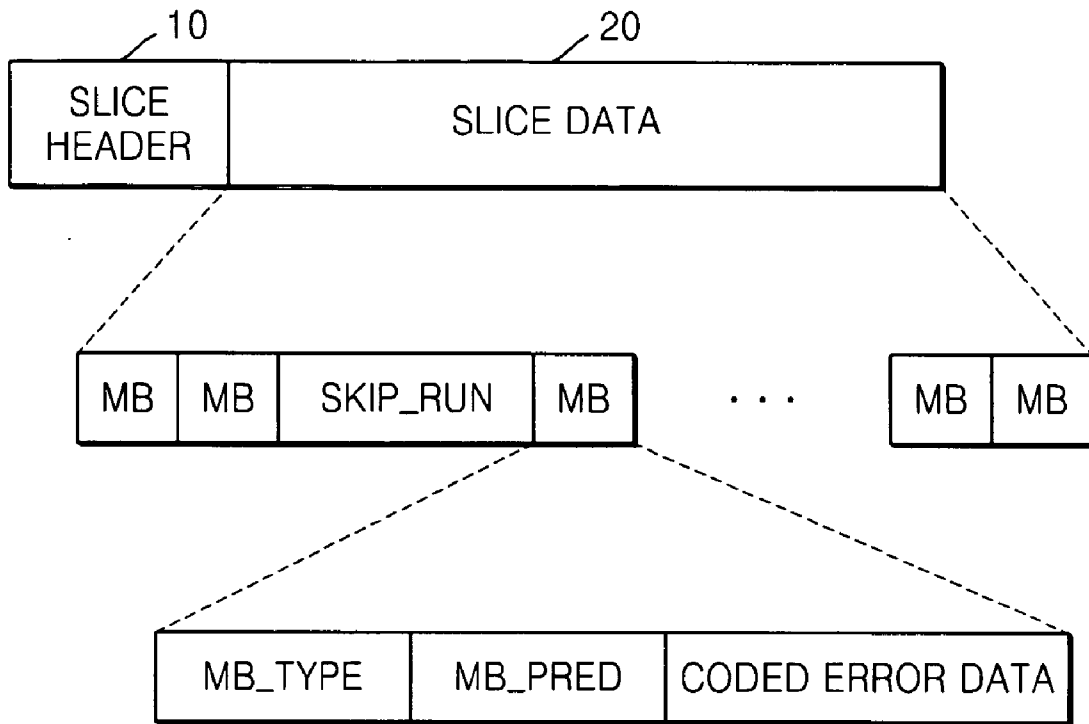 10
20
SLICE
HEADER
SLICE DATA
MB MB SKIP_RUN MB ... MB MB
MB_TYPE MB_PRED CODED ERROR DATA